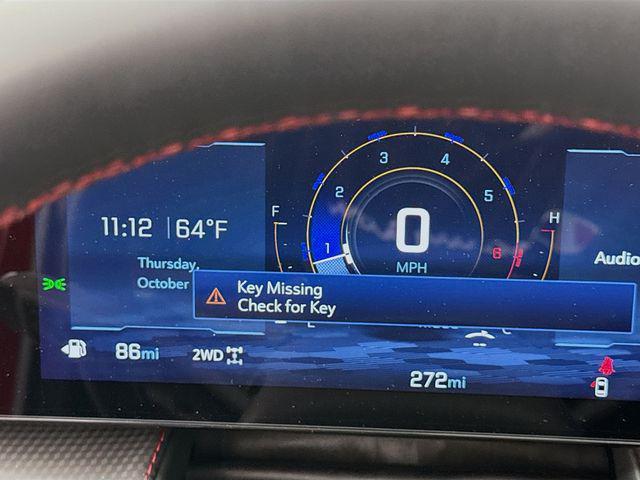 11:12 64°F
Thursday,
October
F
1
2
3
4
5
6
0
MPH
H
Audio
Key Missing
Check for Key
86mi
2WD
272mi